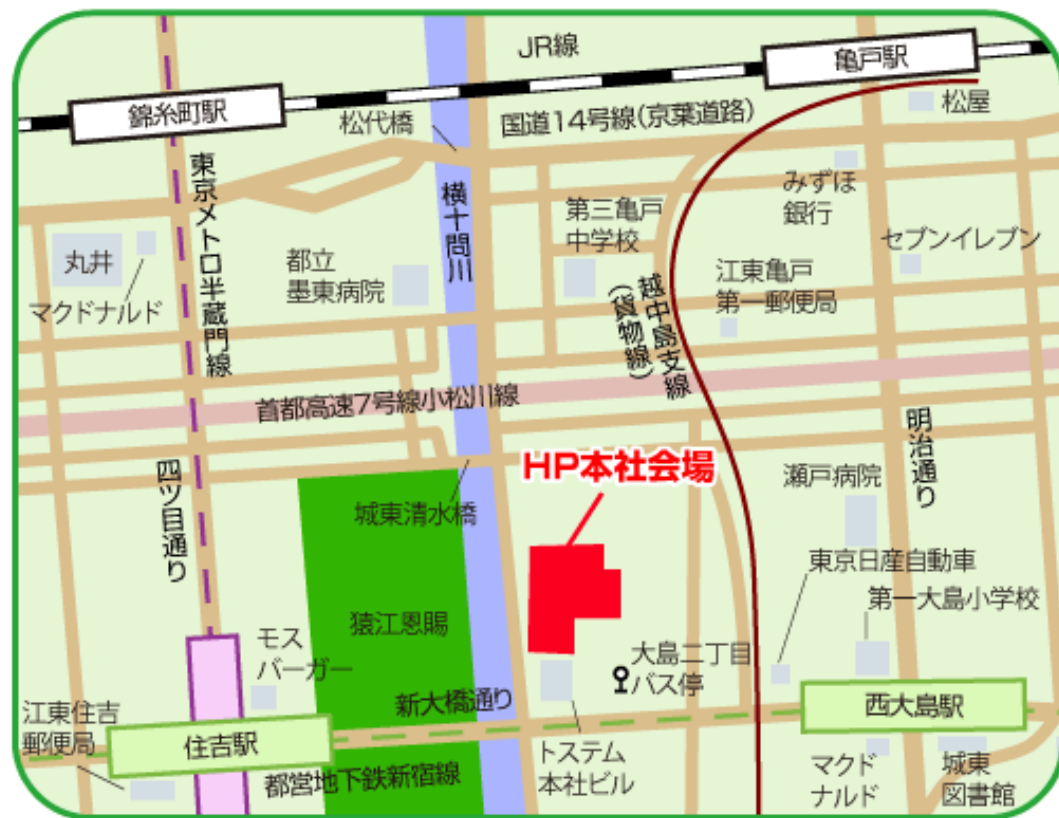 JR線
亀戸駅
錦糸町駅
松代橋
国道14号線(京葉道路)
松屋
東京メトロ半蔵門線
横十問川
みずほ
銀行
第三亀戸
中学校
セブンイレブン
丸井
マクドナルド
都立
墨東病院
江東亀戸
第一郵便局
越中島支線
(貨物線)
首都高速7号線小松川線
明治通り
四ツ目通り
HP本社会場
瀬戸病院
城東清水橋
東京日産自動車
第一大島小学校
猿江恩賜
モス
バーガー
大島二丁目
バス停
新大橋通り
西大島駅
江東住吉
郵便局
住吉駅
都営地下鉄新宿線
トステム
本社ビル
マクド
ナルド
城東
図書館